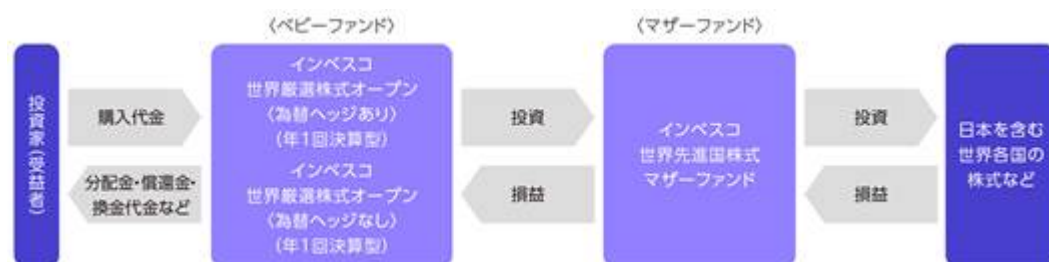 〈ベビーファンド〉
〈マザーファンド〉
投資家(受益者)
購入代金
分配金・償還金・
換金代金など
インベスコ
世界厳選株式オープン
〈為替ヘッジあり〉
(年1回決算型)
インベスコ
世界厳選株式オープン
〈為替ヘッジなし〉
(年1回決算型)
投資
損益
インベスコ
世界先進国株式
マザーファンド
投資
損益
日本を含む
世界各国の
株式など